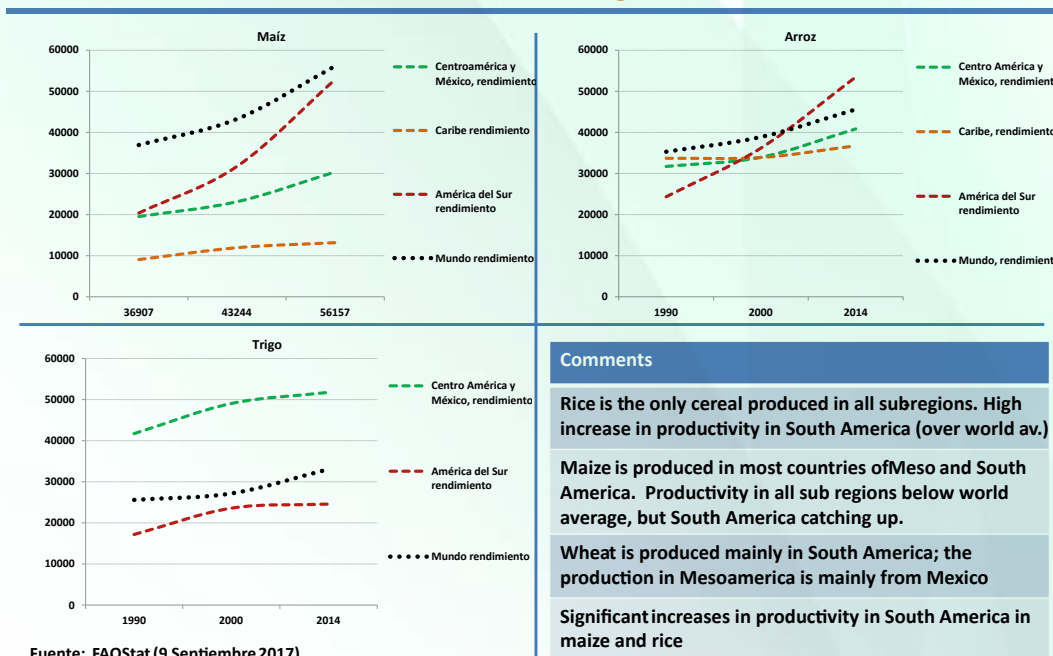 Maíz
60000
50000
40000
30000
20000
10000
0
36907 43244 56157
Centroamérica y
México, rendimiento
Caribe rendimiento
América del Sur
rendimiento
Mundo rendimiento
Arroz
60000
50000
40000
30000
20000
10000
0
1990 2000 2014
Centro América y
México, rendimient
Caribe, rendimiento
América del Sur
rendimiento
Mundo, rendimient
Trigo
60000
50000
40000
30000
20000
10000
0
1990 2000 2014
Centro América y
México, rendimiento
América del Sur
rendimiento
Mundo rendimiento
Comments
Rice is the only cereal produced in all subregions. High
increase in productivity in South America (over world av.)
Maize is produced in most countries ofMeso and South
America. Productivity in all sub regions below world
average, but South America catching up.
Wheat is produced mainly in South America; the
production in Mesoamerica is mainly from Mexico
Significant increases in productivity in South America in
maize and rice
Fuente: FAOStat (9 Septiembre 2017)